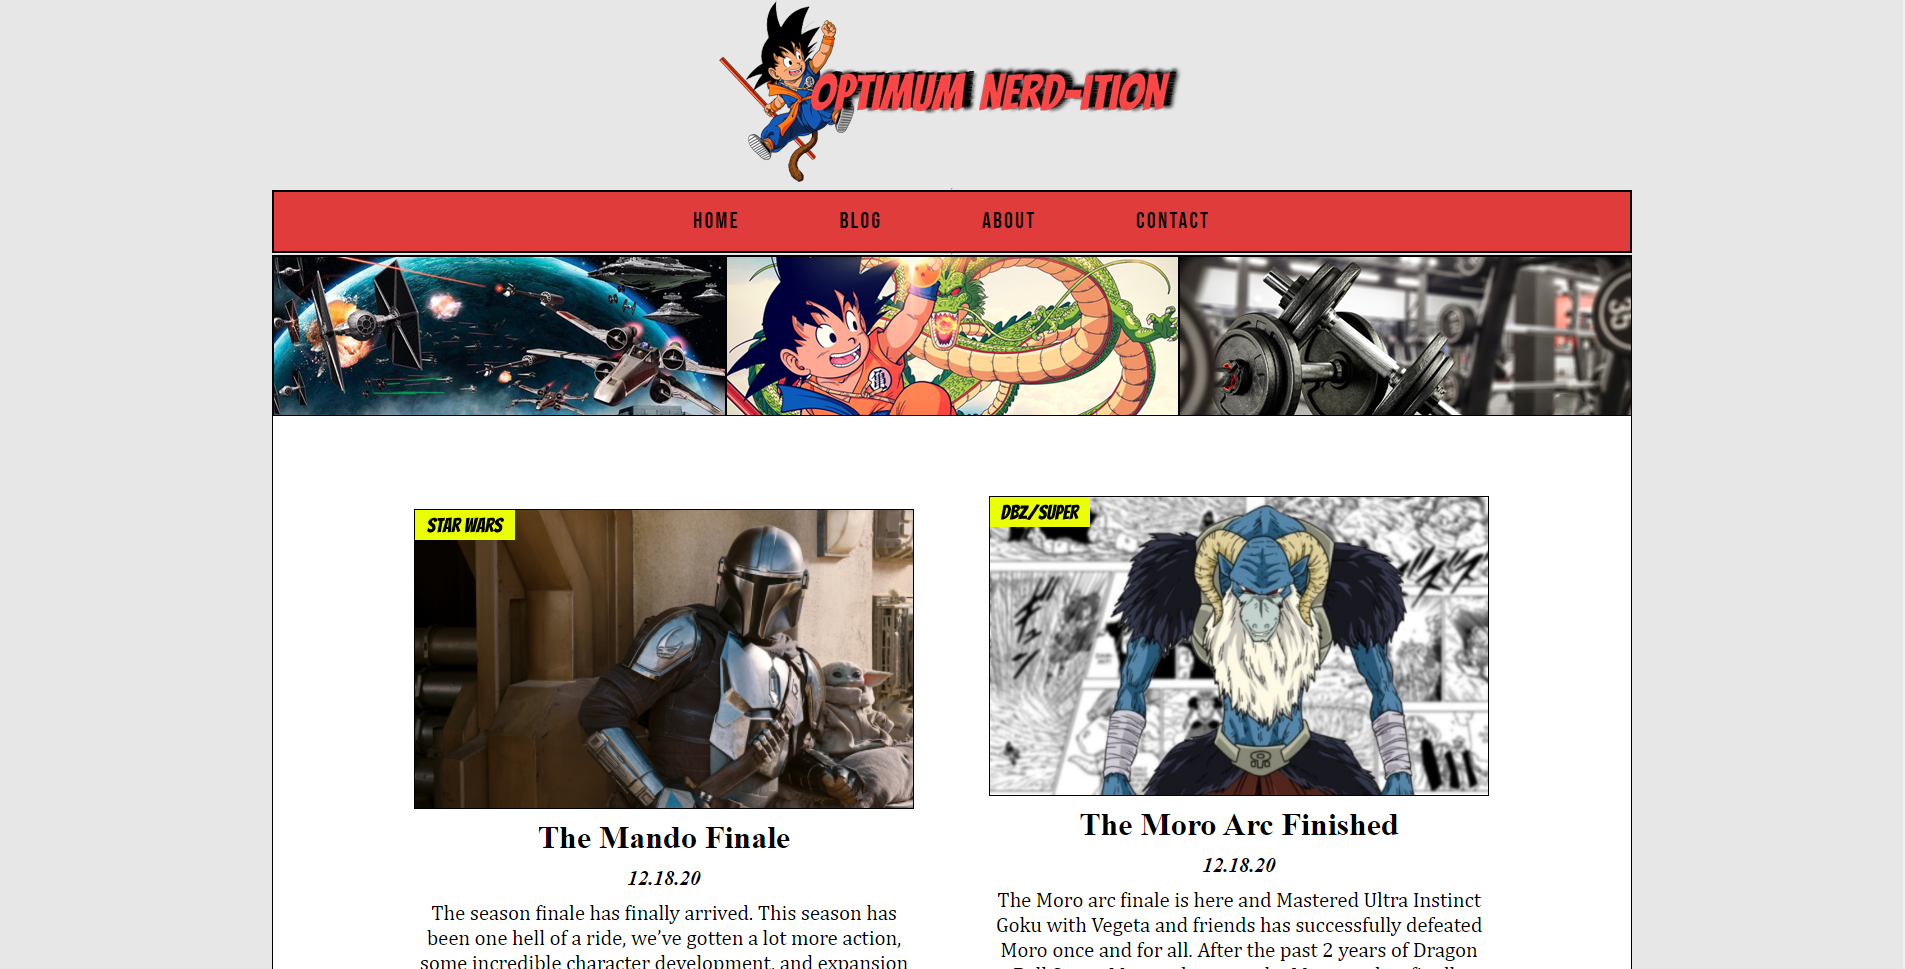 OPTIMUM NERD-ITION
HOME BLOG ABOUT CONTACT
STAR WARS
The Mando Finale
12.18.20
The season finale has finally arrived. This season has
been one hell of a ride, we’ve gotten a lot more action,
some incredible character development, and expansion
DBZ/SUPER
The Moro Arc Finished
12.18.20
The Moro arc finale is here and Mastered Ultra Instinct
Goku with Vegeta and friends has successfully defeated
Moro once and for all. After the past 2 years of Dragon